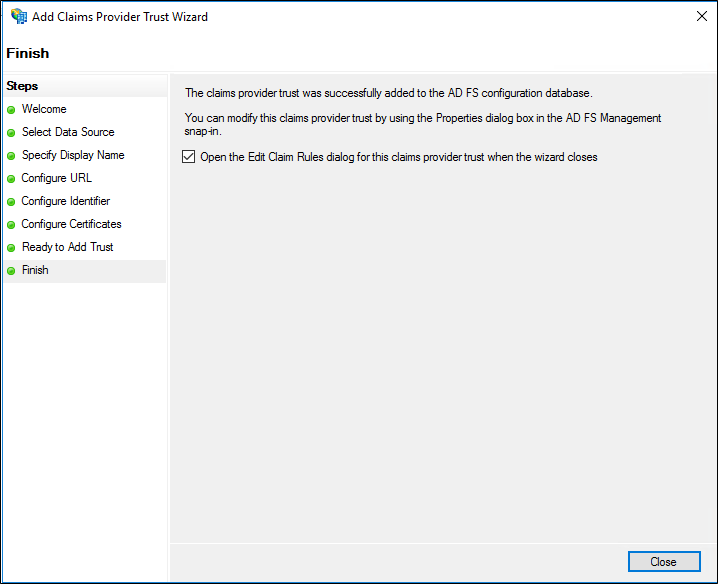 Add Claims Provider Trust Wizard
Finish
Steps
Welcome
Select Data Source
Specify Display Name
Configure URL
Configure Identifier
Configure Certificates
Ready to Add Trust
Finish
The claims provider trust was successfully added to the AD FS configuration database.
You can modify this claims provider trust by using the Properties dialog box in the AD FS Management
snap-in.
Open the Edit Claim Rules dialog for this claims provider trust when the wizard closes
Close